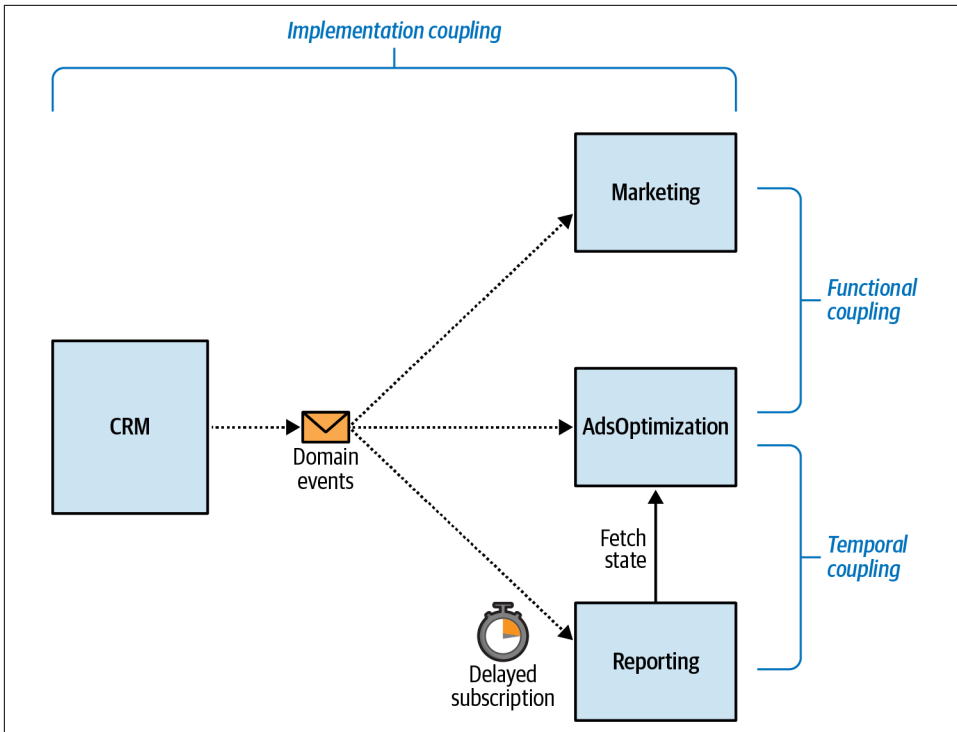 Implementation coupling
Marketing
Functional
coupling
CRM
Domain
events
AdsOptimization
Fetch
state
Temporal
coupling
Delayed
subscription
Reporting